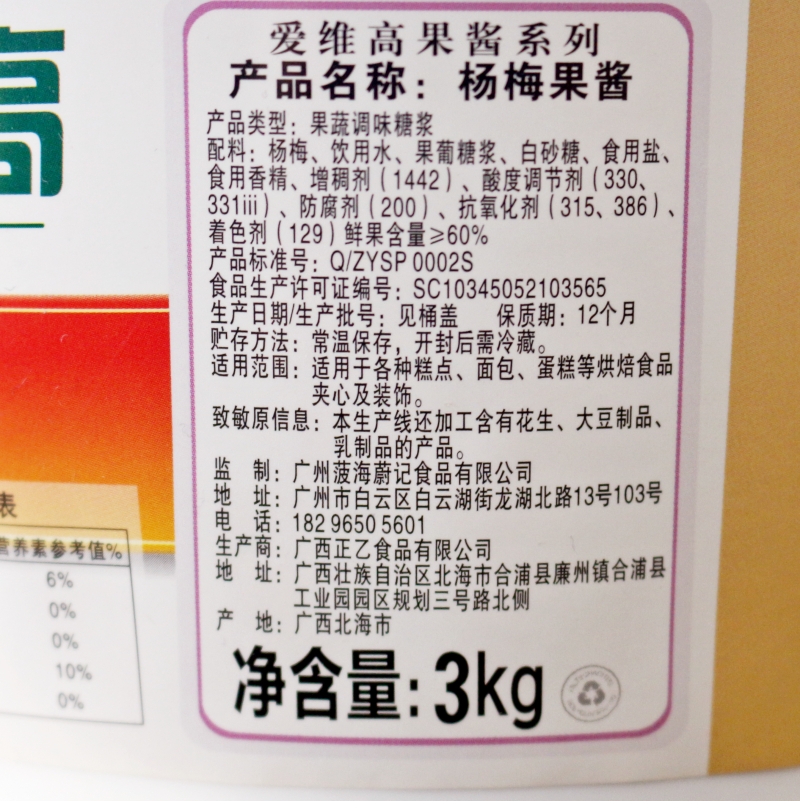 高
爱维高果酱系列
产品名称：杨梅果酱
产品类型：果蔬调味糖浆
配料：杨梅、饮用水、果葡糖浆、白砂糖、食用盐、
食用香精、增稠剂（1442）、酸度调节剂（330、
331iii）、防腐剂（200）、抗氧化剂（315、386）、
着色剂（129）鲜果含量≥60%
产品标准号：Q/ZYSP 0002S
食品生产许可证编号：SC10345052103565
生产日期/生产批号：见桶盖 保质期：12个月
贮存方法：常温保存，开封后需冷藏。
适用范围：适用于各种糕点、面包、蛋糕等烘焙食品
夹心及装饰。
致敏原信息：本生产线还加工含有花生、大豆制品、
乳制品的产品。
监 制：广州菠海蔚记食品有限公司
地 址：广州市白云区白云湖街龙湖北路13号103号
电 话：182 9650 5601
生产商：广西正乙食品有限公司
地 址：广西壮族自治区北海市合浦县廉州镇合浦县
工业园园区规划三号路北侧
产 地：广西北海市
净含量：3kg
表
营养素参考值%
6%
0%
0%
10%
0%